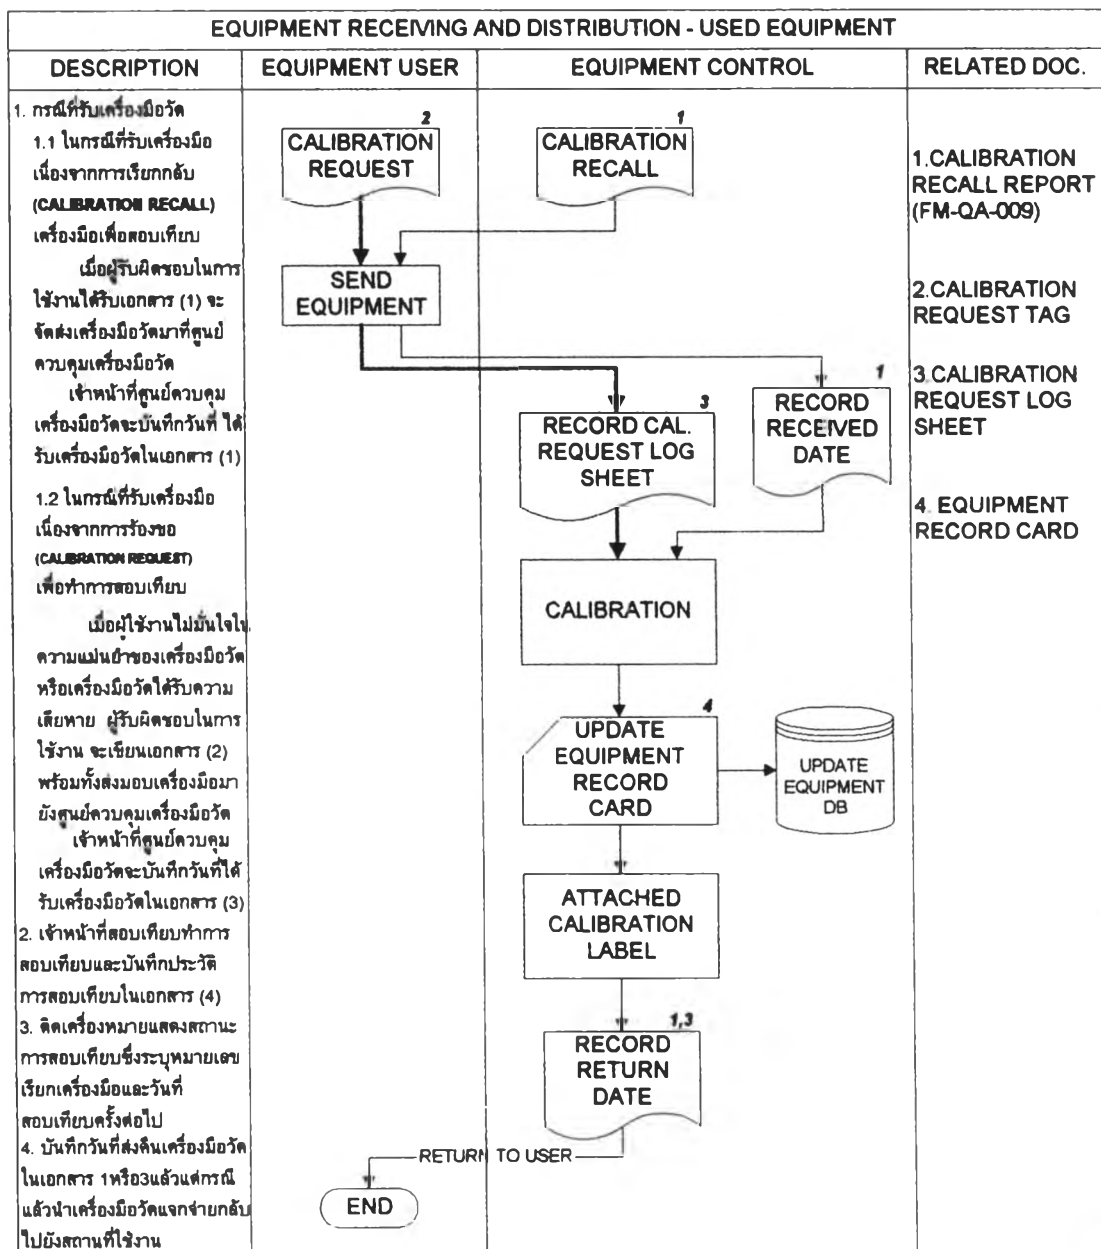 EQUIPMENT RECEIVING AND DISTRIBUTION - USED EQUIPMENT
DESCRIPTION
EQUIPMENT USER
EQUIPMENT CONTROL
RELATED DOC.
1. กรณีที่รับเครื่องมือวัด
1.1 ในกรณีที่รับเครื่องมือ
เนื่องจากการเรียกกลับ
(CALIBRATION RECALL)
เครื่องมือเพื่อสอบเทียบ
เมื่อผู้รับผิดชอบในการ
ใช้งานได้รับเอกสาร (1) จะ
จัดส่งเครื่องมือวัดมาที่ศูนย์
ควบคุมเครื่องมือวัด
เจ้าหน้าที่ศูนย์ควบคุม
เครื่องมือวัดจะบันทึกวันที่ ได้
รับเครื่องมือวัดในเอกสาร (1)
1.2 ในกรณีที่รับเครื่องมือ
เนื่องจากการร้องขอ
(CALIBRATION REQUEST)
เพื่อทำการสอบเทียบ
เมื่อผู้ใช้งานไม่มั่นใจใน
ความแม่นยำของเครื่องมือวัด
หรือเครื่องมือวัดได้รับความ
เสียหาย ผู้รับผิดชอบในการ
ใช้งาน จะเขียนเอกสาร (2)
พร้อมทั้งส่งมอบเครื่องมือมา
ยังศูนย์ควบคุมเครื่องมือวัด
เจ้าหน้าที่ศูนย์ควบคุม
เครื่องมือวัดจะบันทึกวันที่ได้
รับเครื่องมือวัดในเอกสาร (3)
2. เจ้าหน้าที่สอบเทียบทำการ
สอบเทียบและบันทึกประวัติ
การสอบเทียบในเอกสาร (4)
3. ติดเครื่องหมายแสดงสถานะ
การสอบเทียบซึ่งระบุหมายเลข
เรียกเครื่องมือและวันที่
สอบเทียบครั้งต่อไป
4. บันทึกวันที่ส่งคืนเครื่องมือวัด
ในเอกสาร 1หรือ3แล้วแต่กรณี
แล้วนำเครื่องมือวัดแจกจ่ายกลับ
ไปยังสถานที่ใช้งาน
2
CALIBRATION
REQUEST
1
CALIBRATION
RECALL
SEND
EQUIPMENT
3
RECORD CAL.
REQUEST LOG
SHEET
1
RECORD
RECEIVED
DATE
CALIBRATION
4
UPDATE
EQUIPMENT
RECORD
CARD
UPDATE
EQUIPMENT
DB
ATTACHED
CALIBRATION
LABEL
1,3
RECORD
RETURN
DATE
RETURN TO USER
END
1.CALIBRATION
RECALL REPORT
(FM-QA-009)
2.CALIBRATION
REQUEST TAG
3.CALIBRATION
REQUEST LOG
SHEET
4. EQUIPMENT
RECORD CARD